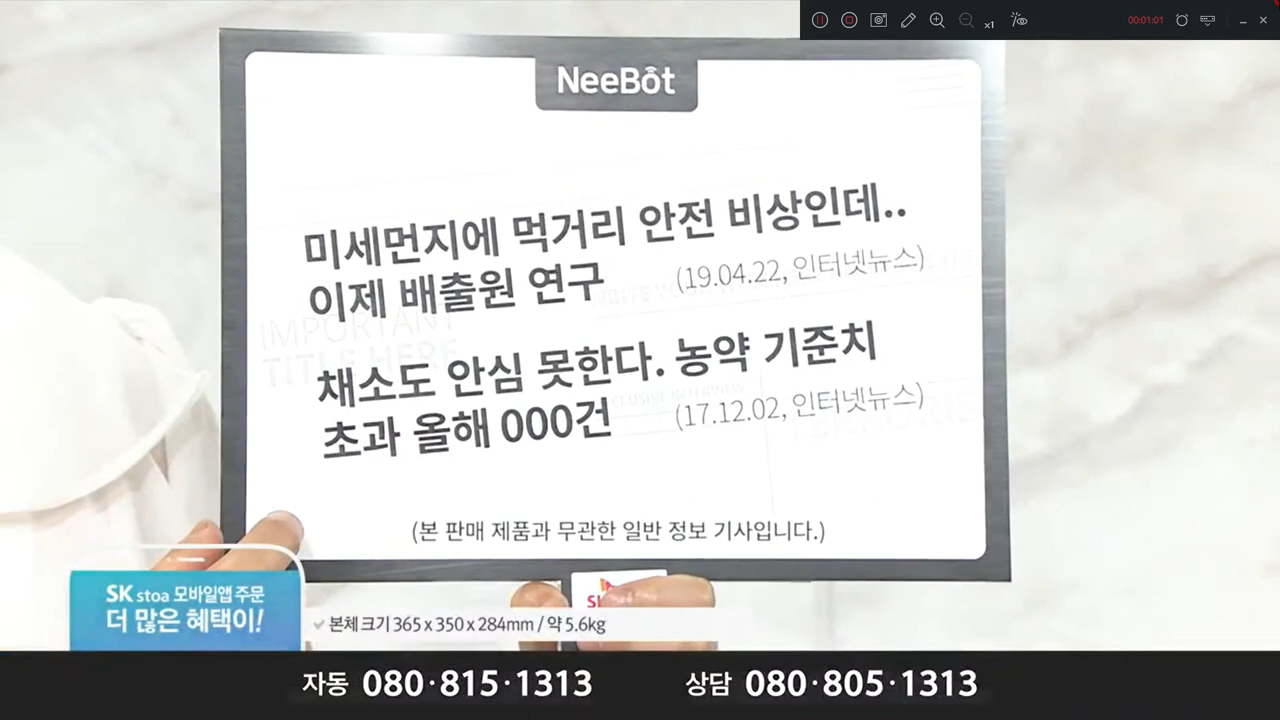 x1
00:01:01
NeeBot
미세먼지에 먹거리 안전 비상인데..
이제 배출원 연구 (19.04.22, 인터넷뉴스)
IMPORTANT
TITLE HERE
채소도 안심 못한다. 농약 기준치
초과 올해 000건 (17.12.02, 인터넷뉴스)
(본 판매 제품과 무관한 일반 정보 기사입니다.)
SK stoa 모바일앱 주문
더 많은 혜택이!
본체 크기 365 x 350 x 284mm / 약 5.6kg
자동 080·815·1313 상담 080·805·1313